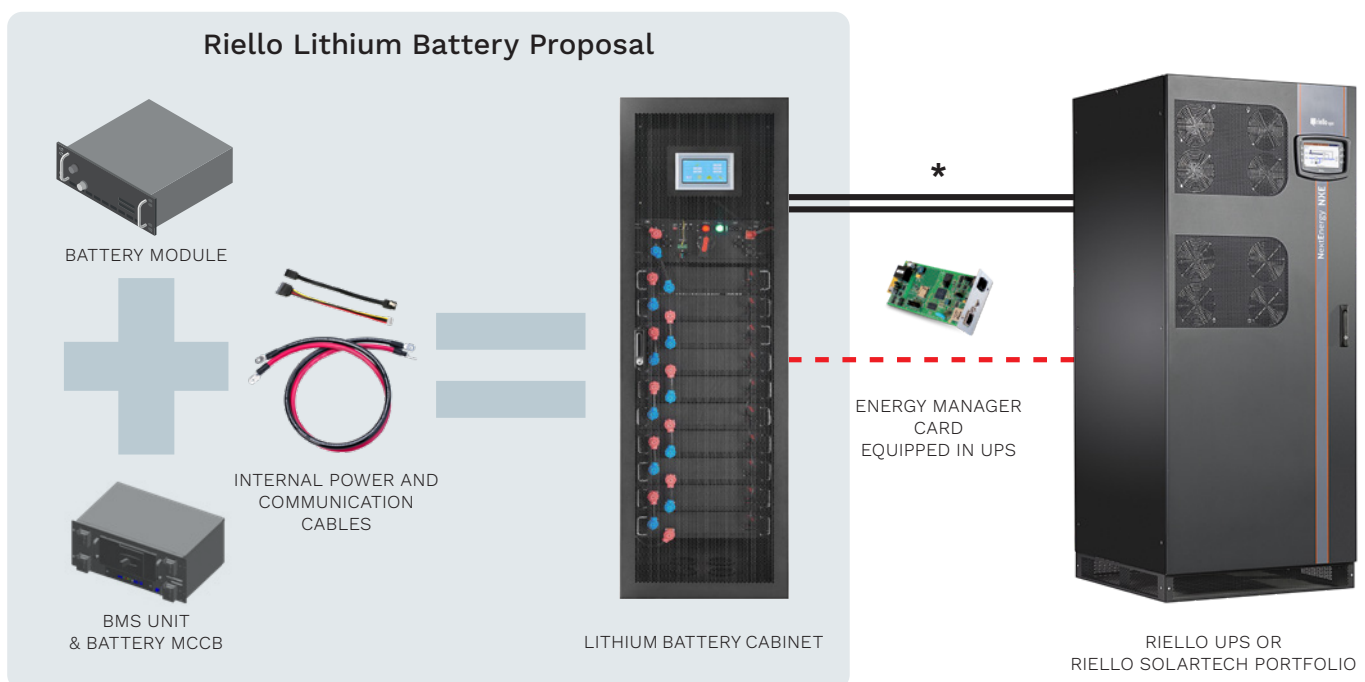 Riello Lithium Battery Proposal
BATTERY MODULE
INTERNAL POWER AND
COMMUNICATION
CABLES
BMS UNIT
& BATTERY MCCB
LITHIUM BATTERY CABINET
*
ENERGY MANAGER
CARD
EQUIPPED IN UPS
NextEnergy NXE
RIELLO UPS OR
RIELLO SOLARTECH PORTFOLIO